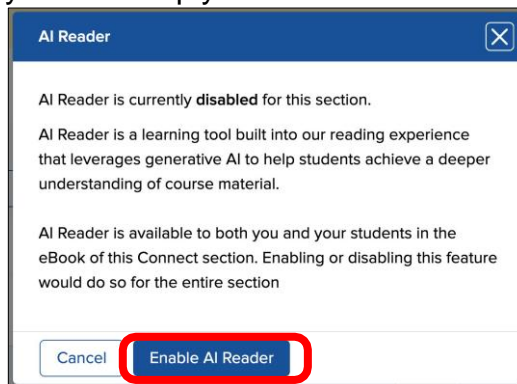 AI Reader
AI Reader is currently disabled for this section.
AI Reader is a learning tool built into our reading experience
that leverages generative AI to help students achieve a deeper
understanding of course material.
AI Reader is available to both you and your students in the
eBook of this Connect section. Enabling or disabling this feature
would do so for the entire section
Cancel Enable AI Reader